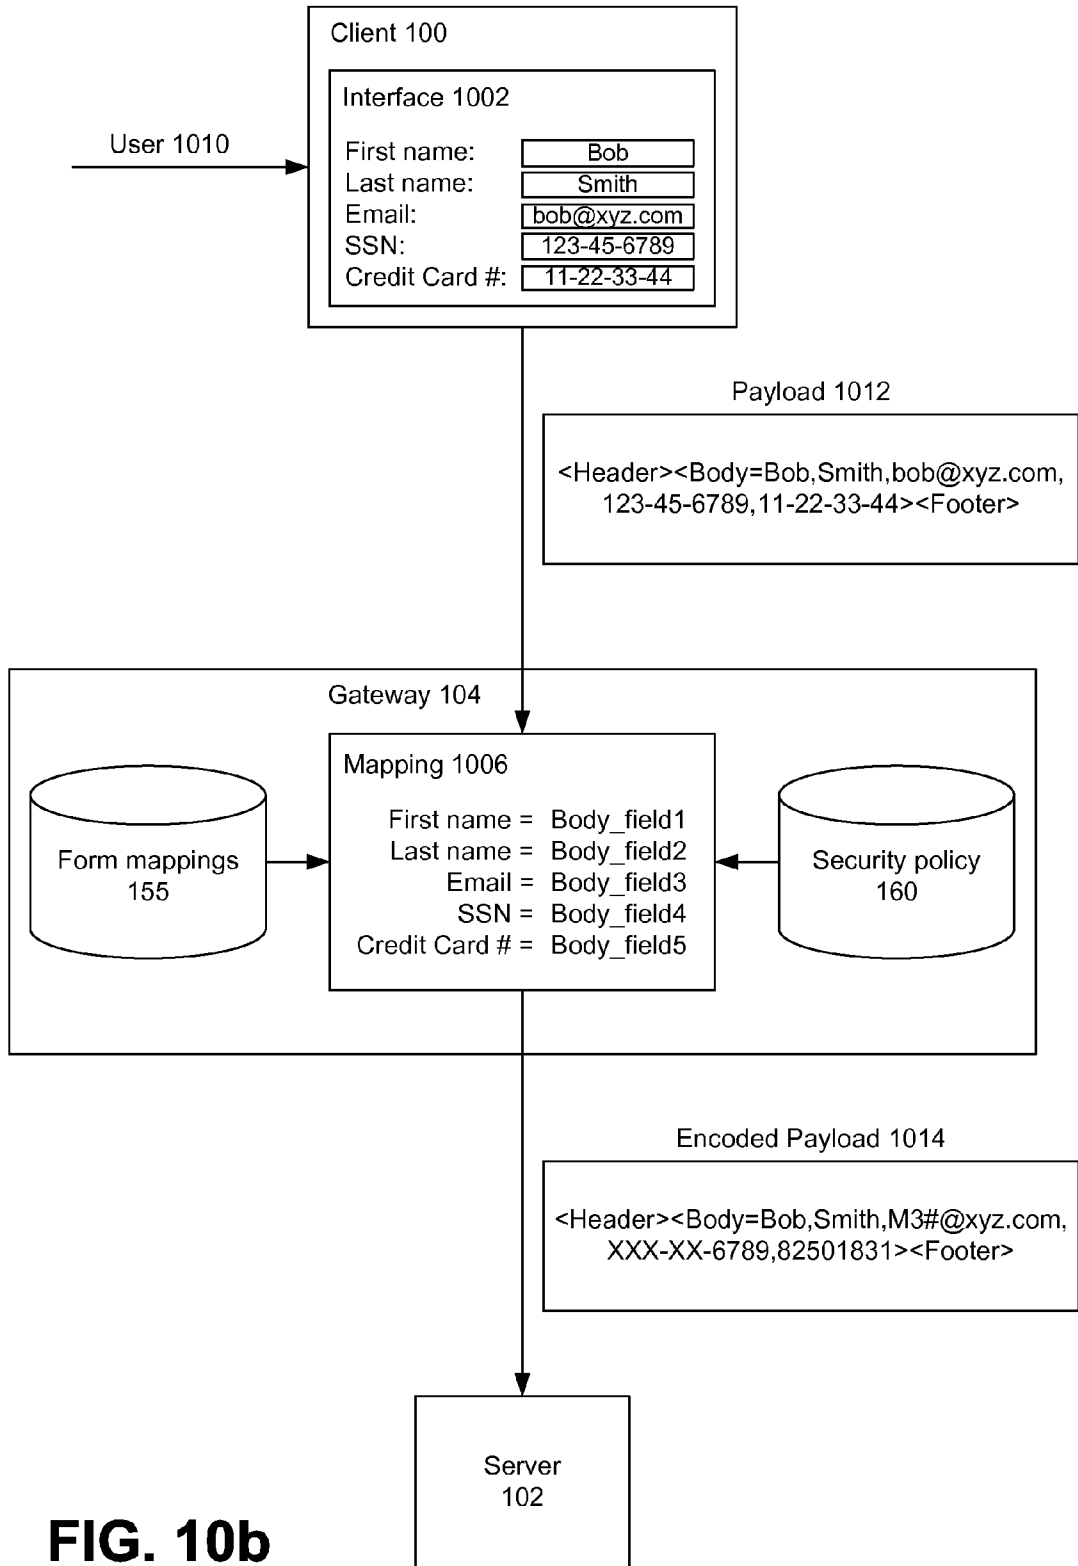 Client 100
Interface 1002
User 1010
First name: Bob
Last name: Smith
Email: bob@xyz.com
SSN: 123-45-6789
Credit Card #: 11-22-33-44
Payload 1012
<Header><Body=Bob,Smith,bob@xyz.com,
123-45-6789,11-22-33-44><Footer>
Gateway 104
Mapping 1006
First name = Body_field1
Last name = Body_field2
Email = Body_field3
SSN = Body_field4
Credit Card # = Body_field5
Form mappings
155
Security policy
160
Encoded Payload 1014
<Header><Body=Bob,Smith,M3#@xyz.com,
XXX-XX-6789,82501831><Footer>
Server
102
FIG. 10b